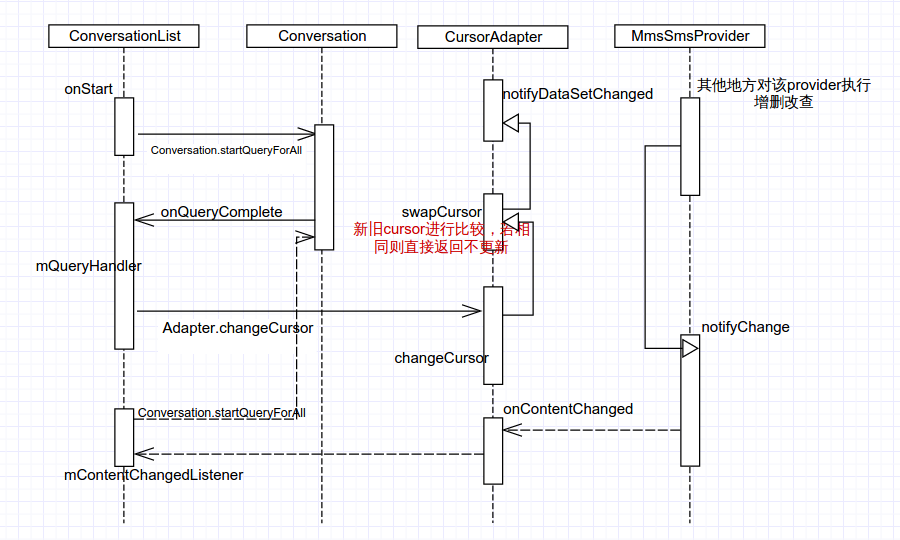 ConversationList
Conversation
CursorAdapter
MmsSmsProvider
onStart
notifyDataSetChanged
其他地方对该provider执行
增删改查
Conversation.startQueryForAll
onQueryComplete
swapCursor
新旧cursor进行比较，若相
同则直接返回不更新
mQueryHandler
Adapter.changeCursor
notifyChange
changeCursor
Conversation.startQueryForAll
onContentChanged
mContentChangedListener